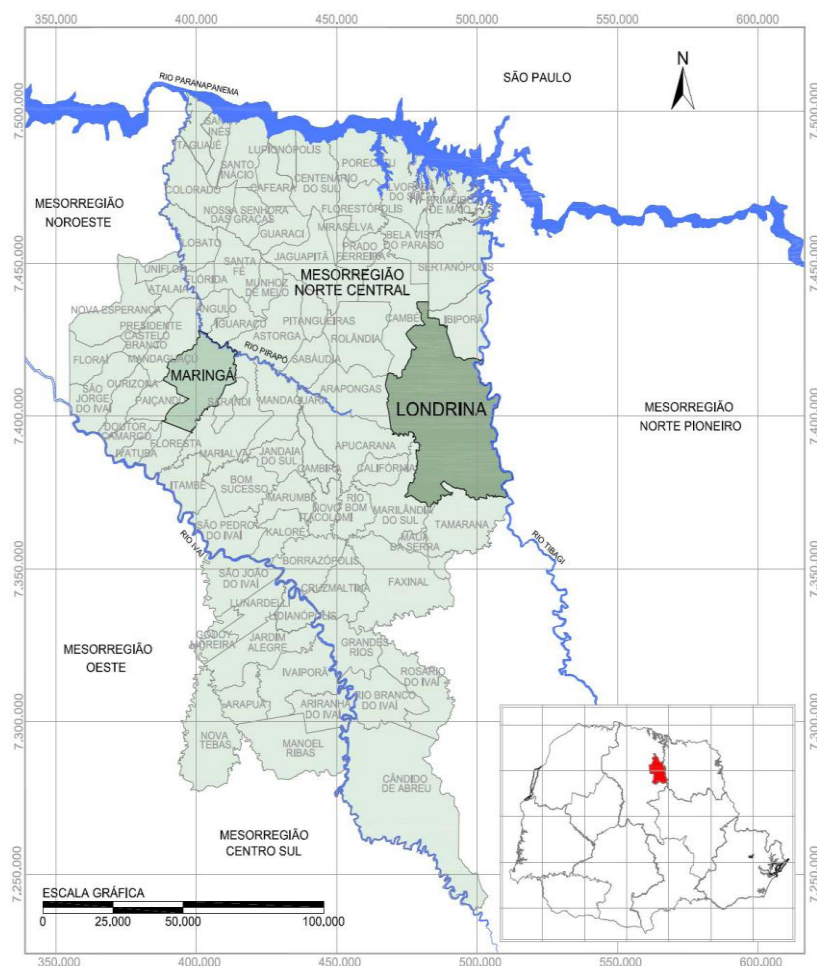 350.000 400.000 450.000 500.000 550.000 600.000
N
SÃO PAULO
RIO PARANAPANEMA
7.500.000 7.500.000
INÊS
ITAGUAJÉ
LUPIONÓPOLIS
SANTO
INÁCIO
PORECATU
CENTENÁRIO
DO SUL
COLORADO
CAFEARA
PRIMEIRO
DE MAIO
MESORREGIÃO
NOROESTE
NOSSA SENHORA
DAS GRAÇAS
FLORESTÓPOLIS
MIRASELVA
GUARACI
BELA VISTA
DO PARAÍSO
LOBATO
PRADO
FERREIRA
7.450.000 7.450.000
SANTA
FÉ
JAGUAPITÃ
SERTANÓPOLIS
UNIFLOR
FLÓRIDA
MESORREGIÃO
NORTE CENTRAL
ATALAIA
MUNHOZ
DE MELO
NOVA ESPERANÇA
ÂNGULO
IGUARAÇU
PITANGUEIRAS
CAMBÉ
IBIPORÃ
PRESIDENTE
CASTELO
BRANCO
ASTORGA
ROLÂNDIA
RIO PIRAPÓ
FLORAÍ
MANDAGUAÇU
SABÁUDIA
MARINGÁ
OURIZONA
SÃO
JORGE
DO IVAÍ
PAIÇANDU
SARANDI
MANDAGUARI
ARAPONGAS
LONDRINA
MESORREGIÃO
NORTE PIONEIRO
7.400.000 7.400.000
DOUTOR
CAMARGO
FLORESTA
IVATUBA
MARIALVA
JANDAIA
DO SUL
APUCARANA
CAMBIRA
CALIFÓRNIA
ITAMBÉ
BOM
SUCESSO
MARUMBI
NOVO
ITACOLOMI
RIO
BOM
MARILÂNDIA
DO SUL
SÃO PEDRO
DO IVAÍ
KALORÉ
TAMARANA
MAUÁ
DA SERRA
RIO IVAÍ
RIO TIBAGI
BORRAZÓPOLIS
7.350.000 7.350.000
SÃO JOÃO
DO IVAÍ
CRUZMALTINA
FAXINAL
LUNARDELLI
LIDIANÓPOLIS
MESORREGIÃO
OESTE
GODOY
MOREIRA
JARDIM
ALEGRE
GRANDES
RIOS
IVAIPORÃ
ROSÁRIO
DO IVAÍ
ARAPUÃ
ARIRANHA
DO IVAÍ
RIO BRANCO
DO IVAÍ
7.300.000 7.300.000
NOVA
TEBAS
MANOEL
RIBAS
CÂNDIDO
DE ABREU
MESORREGIÃO
CENTRO SUL
7.250.000 7.250.000
ESCALA GRÁFICA
0 25,000 50,000 100,000
350.000 400.000 450.000 500.000 550.000 600.000